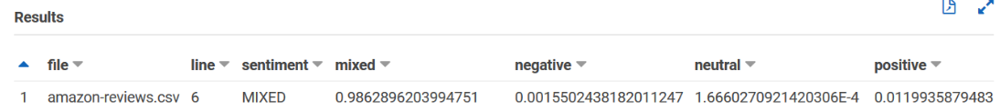 Results
file line sentiment mixed negative neutral positive
1 amazon-reviews.csv 6 MIXED 0.9862896203994751 0.0015502438182011247 1.6660270921420306E-4 0.0119935879483